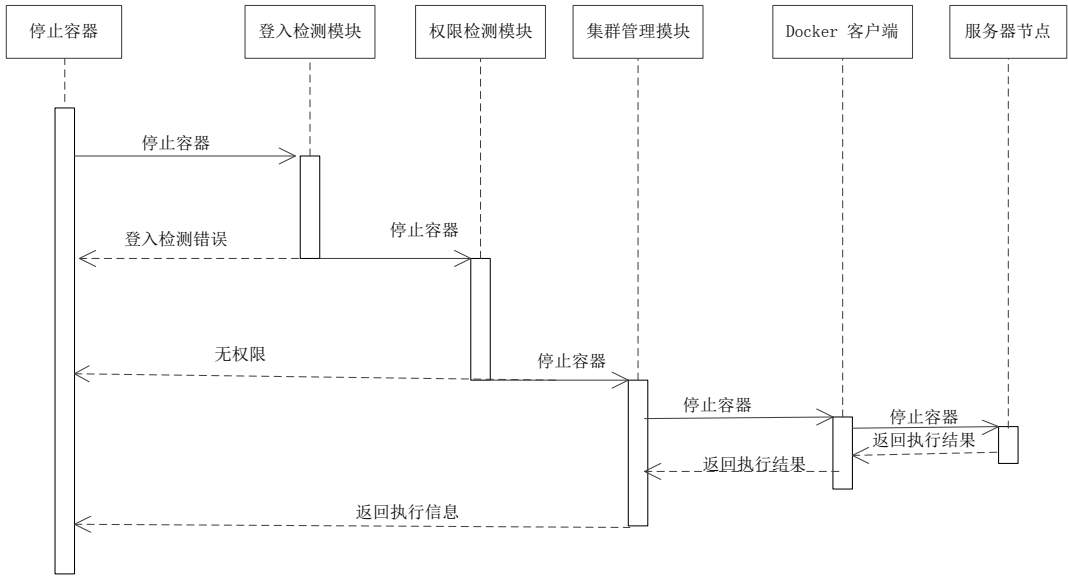 停止容器
登入检测模块
权限检测模块
集群管理摸块
Docker 客户端
服务器节点
停止容器
登入检测错误
停止容器
无权限
停止容器
停止容器
停止容器
返回执行结果
返回执行结果
返回执行信息